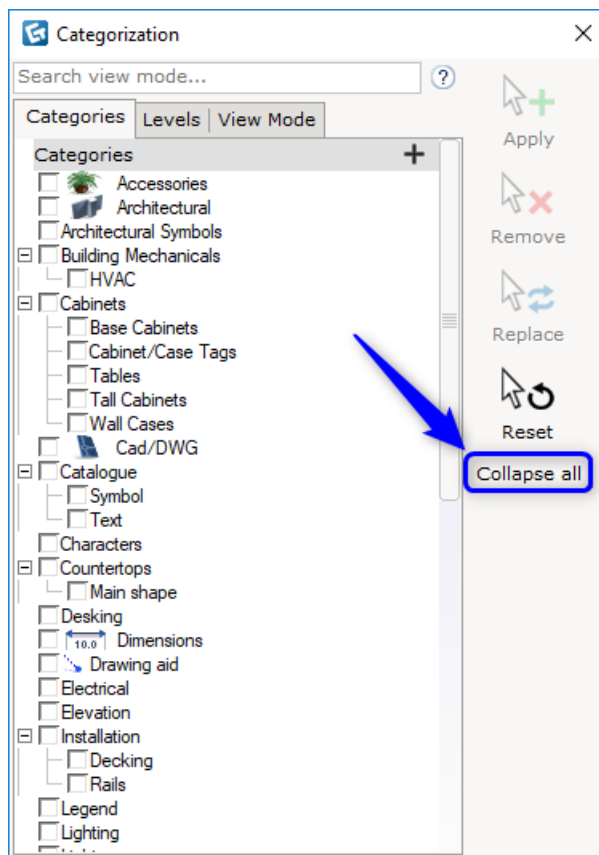 Categorization
Search view mode...
?
Categories
Levels
View Mode
Categories
Accessories
Architectural
Architectural Symbols
Building Mechanicals
HVAC
Cabinets
Base Cabinets
Cabinet/Case Tags
Tables
Tall Cabinets
Wall Cases
Cad/DWG
Catalogue
Symbol
Text
Characters
Countertops
Main shape
Desking
10.0 Dimensions
Drawing aid
Electrical
Elevation
Installation
Decking
Rails
Legend
Lighting
Apply
Remove
Replace
Reset
Collapse all